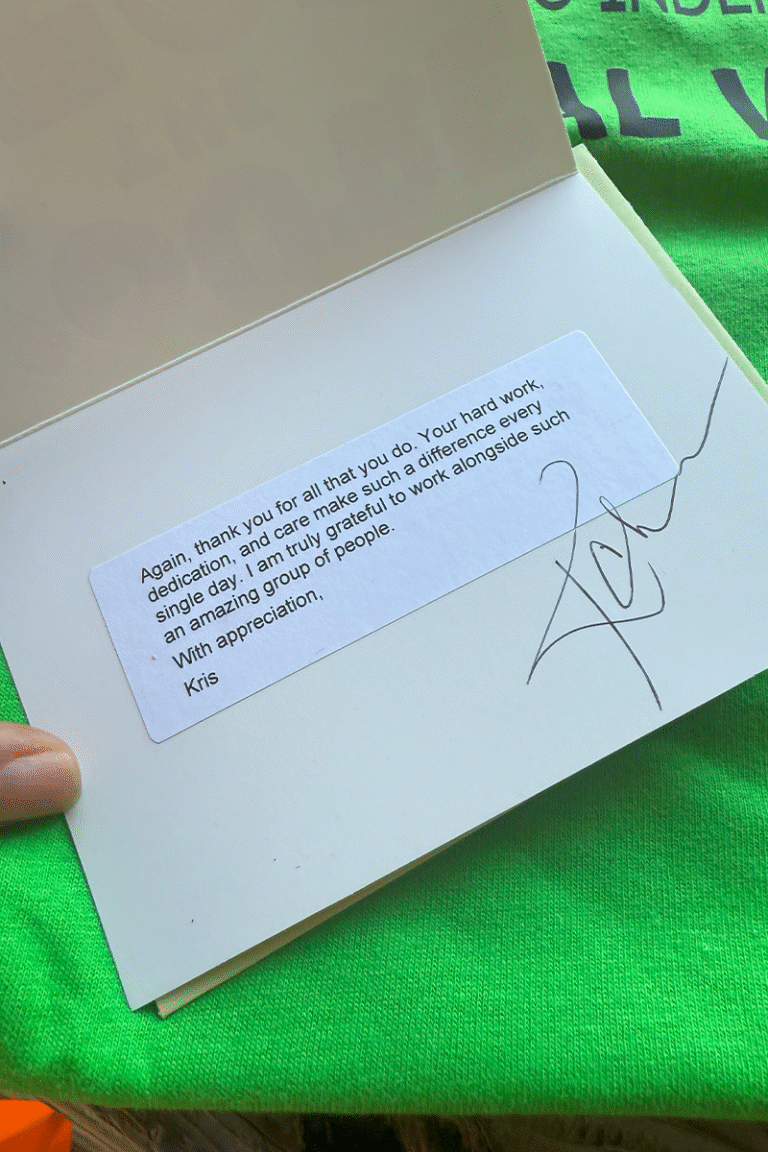 AL
Again, thank you for all that you do. Your hard work,
dedication, and care make such a difference every
single day. I am truly grateful to work alongside such
an amazing group of people.
With appreciation,
Kris